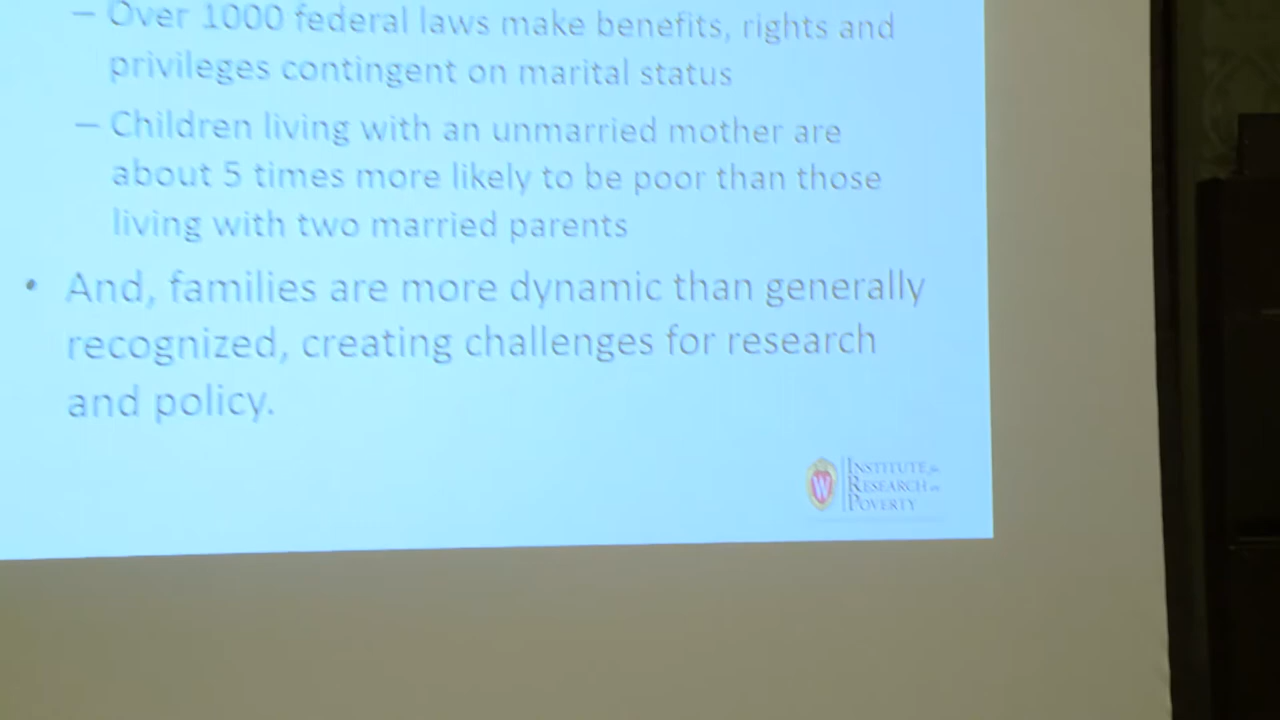 – Over 1000 federal laws make benefits, rights and
privileges contingent on marital status
– Children living with an unmarried mother are
about 5 times more likely to be poor than those
living with two married parents
• And, families are more dynamic than generally
recognized, creating challenges for research
and policy.
W
INSTITUTE for
RESEARCH on
POVERTY